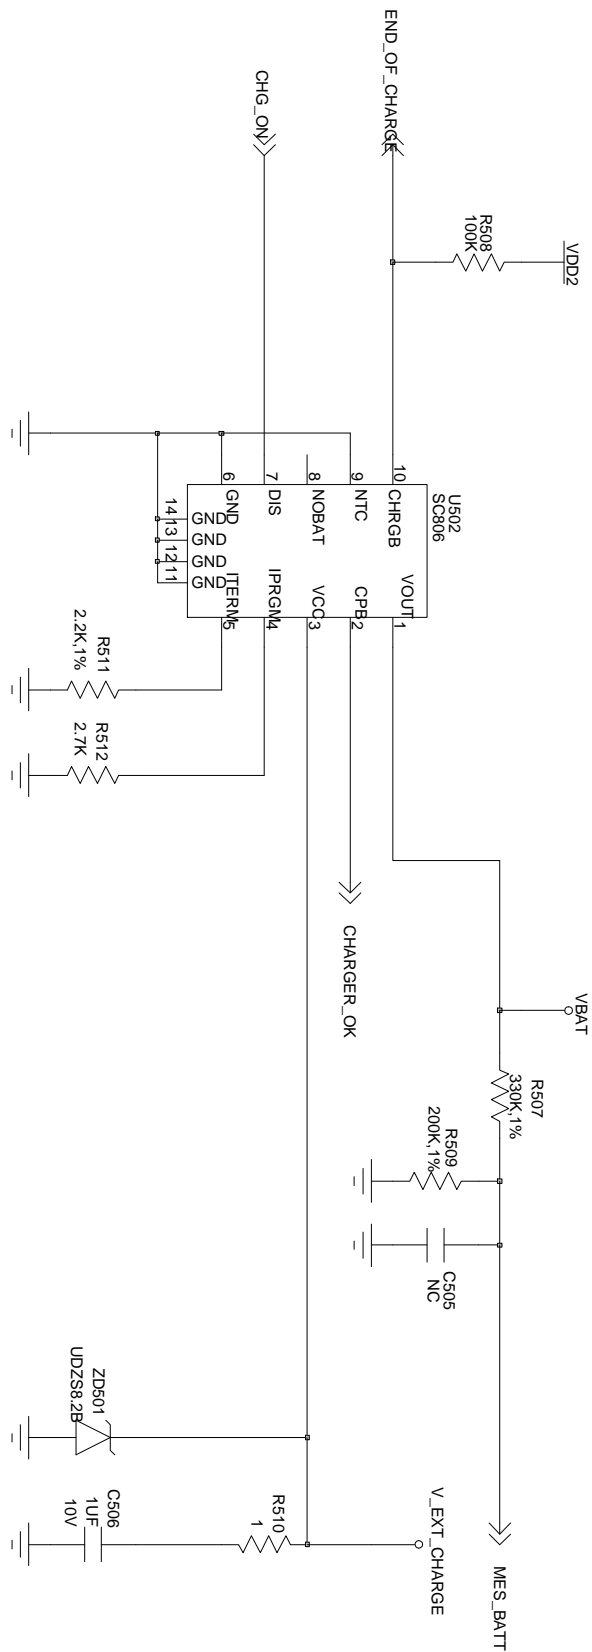 END_OF_CHARGE
CHG_ON
R508
100K
VDD2
U502
SC806
10
CHRGB
9
NTC
8
NOBAT
7
DIS
6
GND
14
GND
13
GND
12
GND
11
GND
VOUT
1
CPB
2
VCC
3
IPRGM
4
ITERM
5
R511
2.2K,1%
R512
2.7K
CHARGER_OK
VBAT
R507
330K,1%
R509
200K,1%
C505
NC
ZD501
UDZS8.2B
C506
1UF
10V
R510
1
V_EXT_CHARGE
MES_BATT